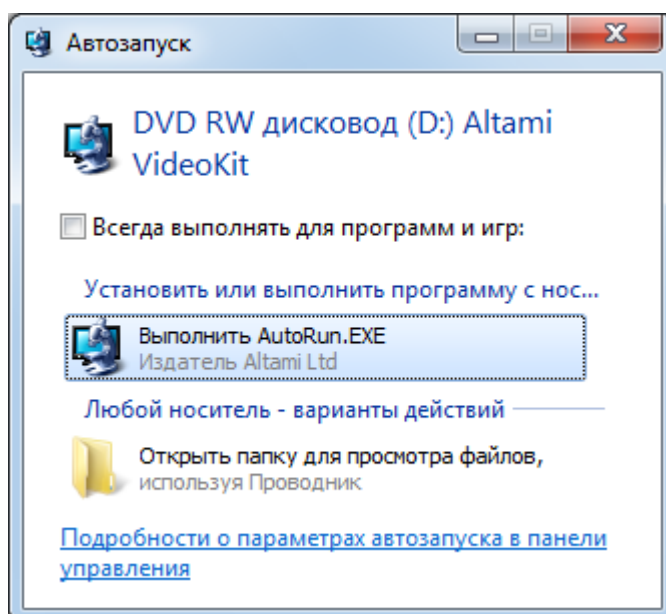 Автозапуск
DVD RW дисковод (D:) Altami
VideoKit
Всегда выполнять для программ и игр:
Установить или выполнить программу с нос...
Выполнить AutoRun.EXE
Издатель Altami Ltd
Любой носитель - варианты действий
Открыть папку для просмотра файлов,
используя Проводник
Подробности о параметрах автозапуска в панели
управления